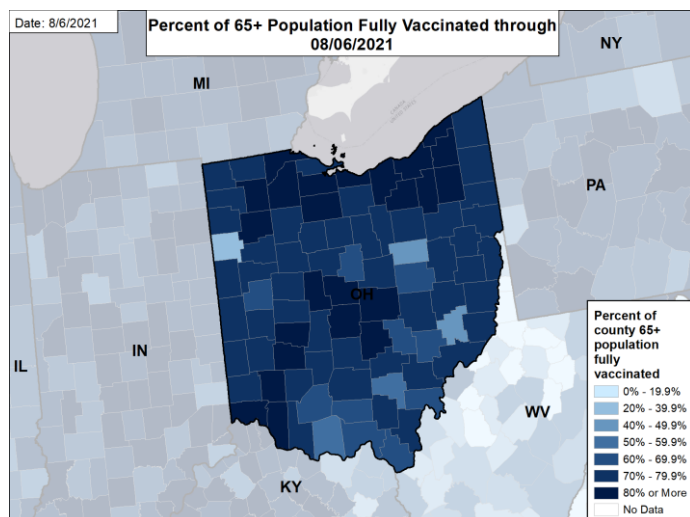 Date: 8/6/2021
Percent of 65+ Population Fully Vaccinated through
08/06/2021
NY
MI
PA
OH
IN
IL
WV
KY
Percent of
county 65+
population
fully
vaccinated
0% - 19.9%
20% - 39.9%
40% - 49.9%
50% - 59.9%
60% - 69.9%
70% - 79.9%
80% or More
No Data